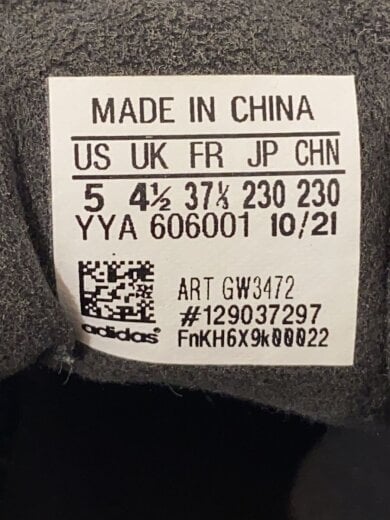 MADE IN CHINA
US UK FR JP CHN
5 4½ 37⅓ 230 230
YYA 606001 10/21
ART GW3472
#129037297
adidas FnKH6X9k00022